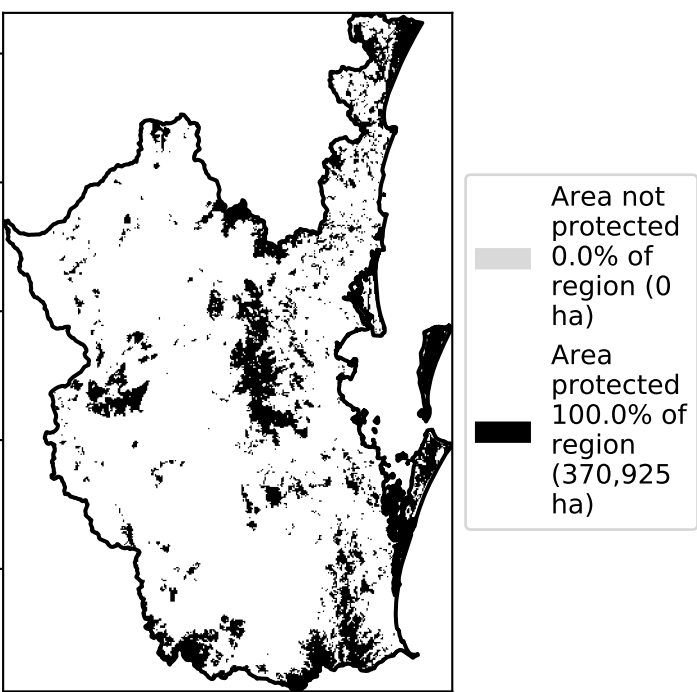 Area not
protected
0.0% of
region (0
ha)
Area
protected
100.0% of
region
(370,925
ha)